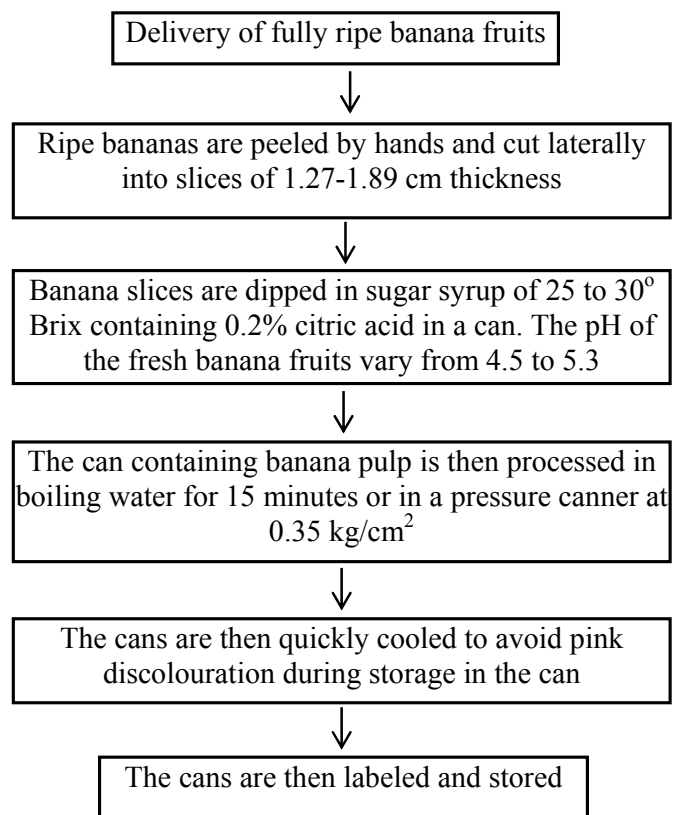 Delivery of fully ripe banana fruits
Ripe bananas are peeled by hands and cut laterally
into slices of 1.27-1.89 cm thickness
Banana slices are dipped in sugar syrup of 25 to 30o
Brix containing 0.2% citric acid in a can. The pH of
the fresh banana fruits vary from 4.5 to 5.3
The can containing banana pulp is then processed in
boiling water for 15 minutes or in a pressure canner at
0.35 kg/cm2
The cans are then quickly cooled to avoid pink
discolouration during storage in the can
The cans are then labeled and stored